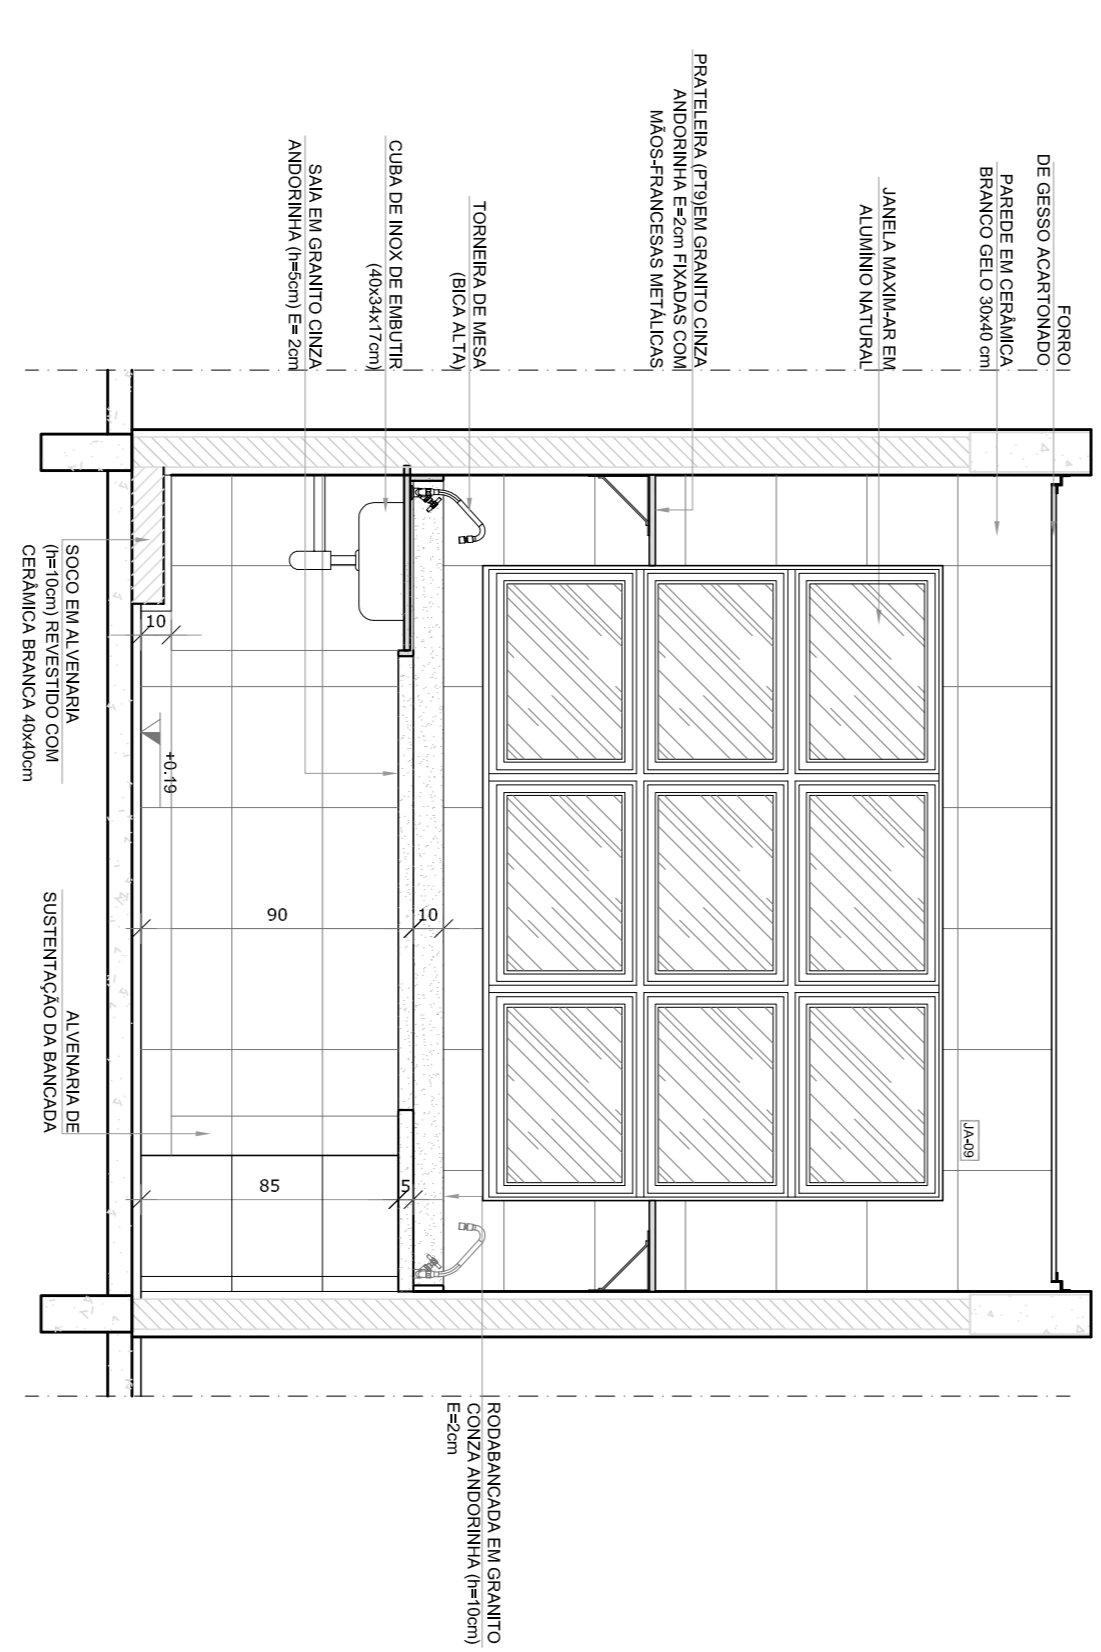 FORRO
DE GESSO ACARTONADO
PAREDE EM CERÂMICA
BRANCO GELO 30x40 cm
JANELA MAXIM-AR EM
ALUMÍNIO NATURAL
PRATELEIRA (PT9)EM GRANITO CINZA
ANDORINHA E=2cm FIXADAS COM
MÃOS-FRANCESAS METÁLICAS
TORNEIRA DE MESA
(BICA ALTA)
CUBA DE INOX DE EMBUTIR
(40x34x17cm)
SAIA EM GRANITO CINZA
ANDORINHA (h=5cm) E= 2cm
JA-09
10
90
5
85
+0.19
10
SOCO EM ALVENARIA
(h=10cm) REVESTIDO COM
CERÂMICA BRANCA 40x40cm
ALVENARIA DE
SUSTENTAÇÃO DA BANCADA
RODABANCADA EM GRANITO
CONZA ANDORINHA (h=10cm)
E=2cm